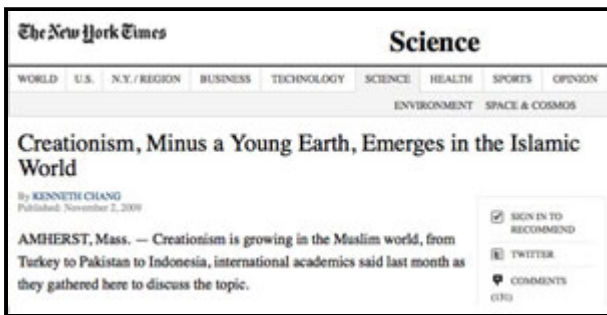 The New York Times
Science
WORLD U.S. N.Y. / REGION BUSINESS TECHNOLOGY SCIENCE HEALTH SPORTS OPINION
ENVIRONMENT SPACE & COSMOS
Creationism, Minus a Young Earth, Emerges in the Islamic
World
By KENNETH CHANG
Published: November 2, 2009
AMHERST, Mass. — Creationism is growing in the Muslim world, from
Turkey to Pakistan to Indonesia, international academics said last month as
they gathered here to discuss the topic.
SIGN IN TO
RECOMMEND
TWITTER
COMMENTS
(131)